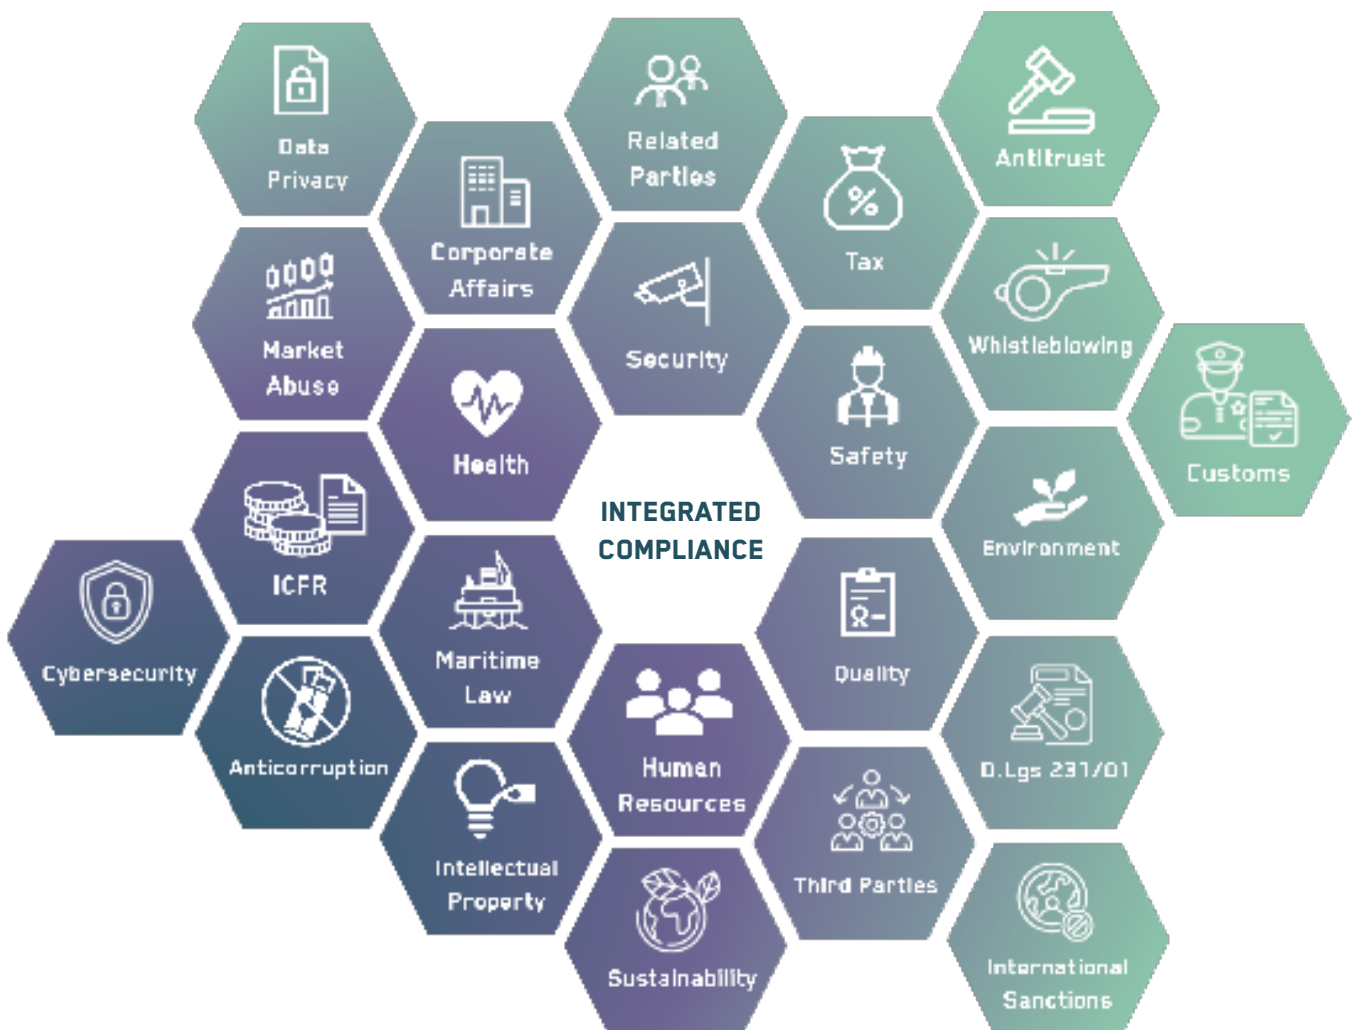 Data
Privacy
Related
Parties
Antitrust
Corporate
Affairs
Tax
Market
Abuse
Security
Whistleblowing
Health
Safety
Customs
INTEGRATED
COMPLIANCE
Environment
ICFR
Cybersecurity
Maritime
Law
Quality
Anticorruption
Human
Resources
D.Lgs 231/01
Intellectual
Property
Third Parties
Sustainability
International
Sanctions